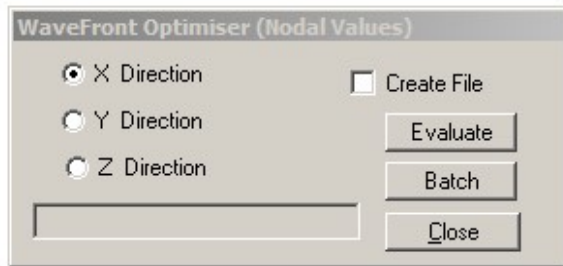 WaveFront Optimiser (Nodal Values)
X Direction
Create File
Y Direction
Evaluate
Z Direction
Batch
Close